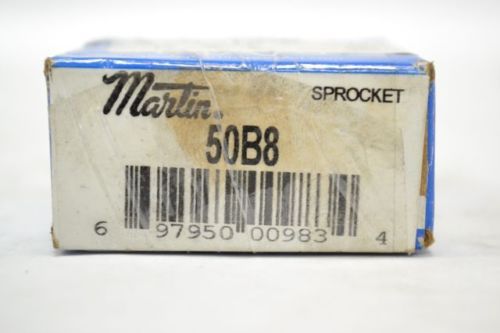 Martin
SPROCKET
50B8
6 97950 00983 4